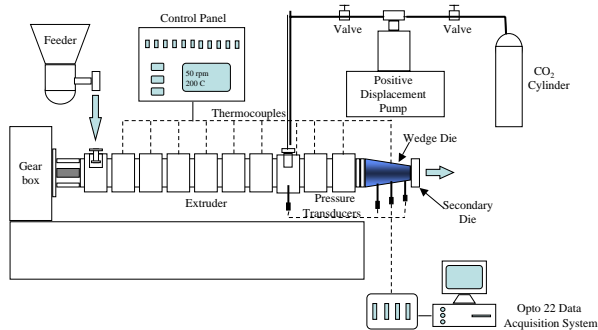 Control Panel
Feeder
Valve
Valve
50 rpm
200 C
CO2
Cylinder
Positive
Displacement
Pump
Thermocouples
Wedge Die
Gear
box
Extruder
Pressure
Transducers
Secondary
Die
Opto 22 Data
Acquisition System